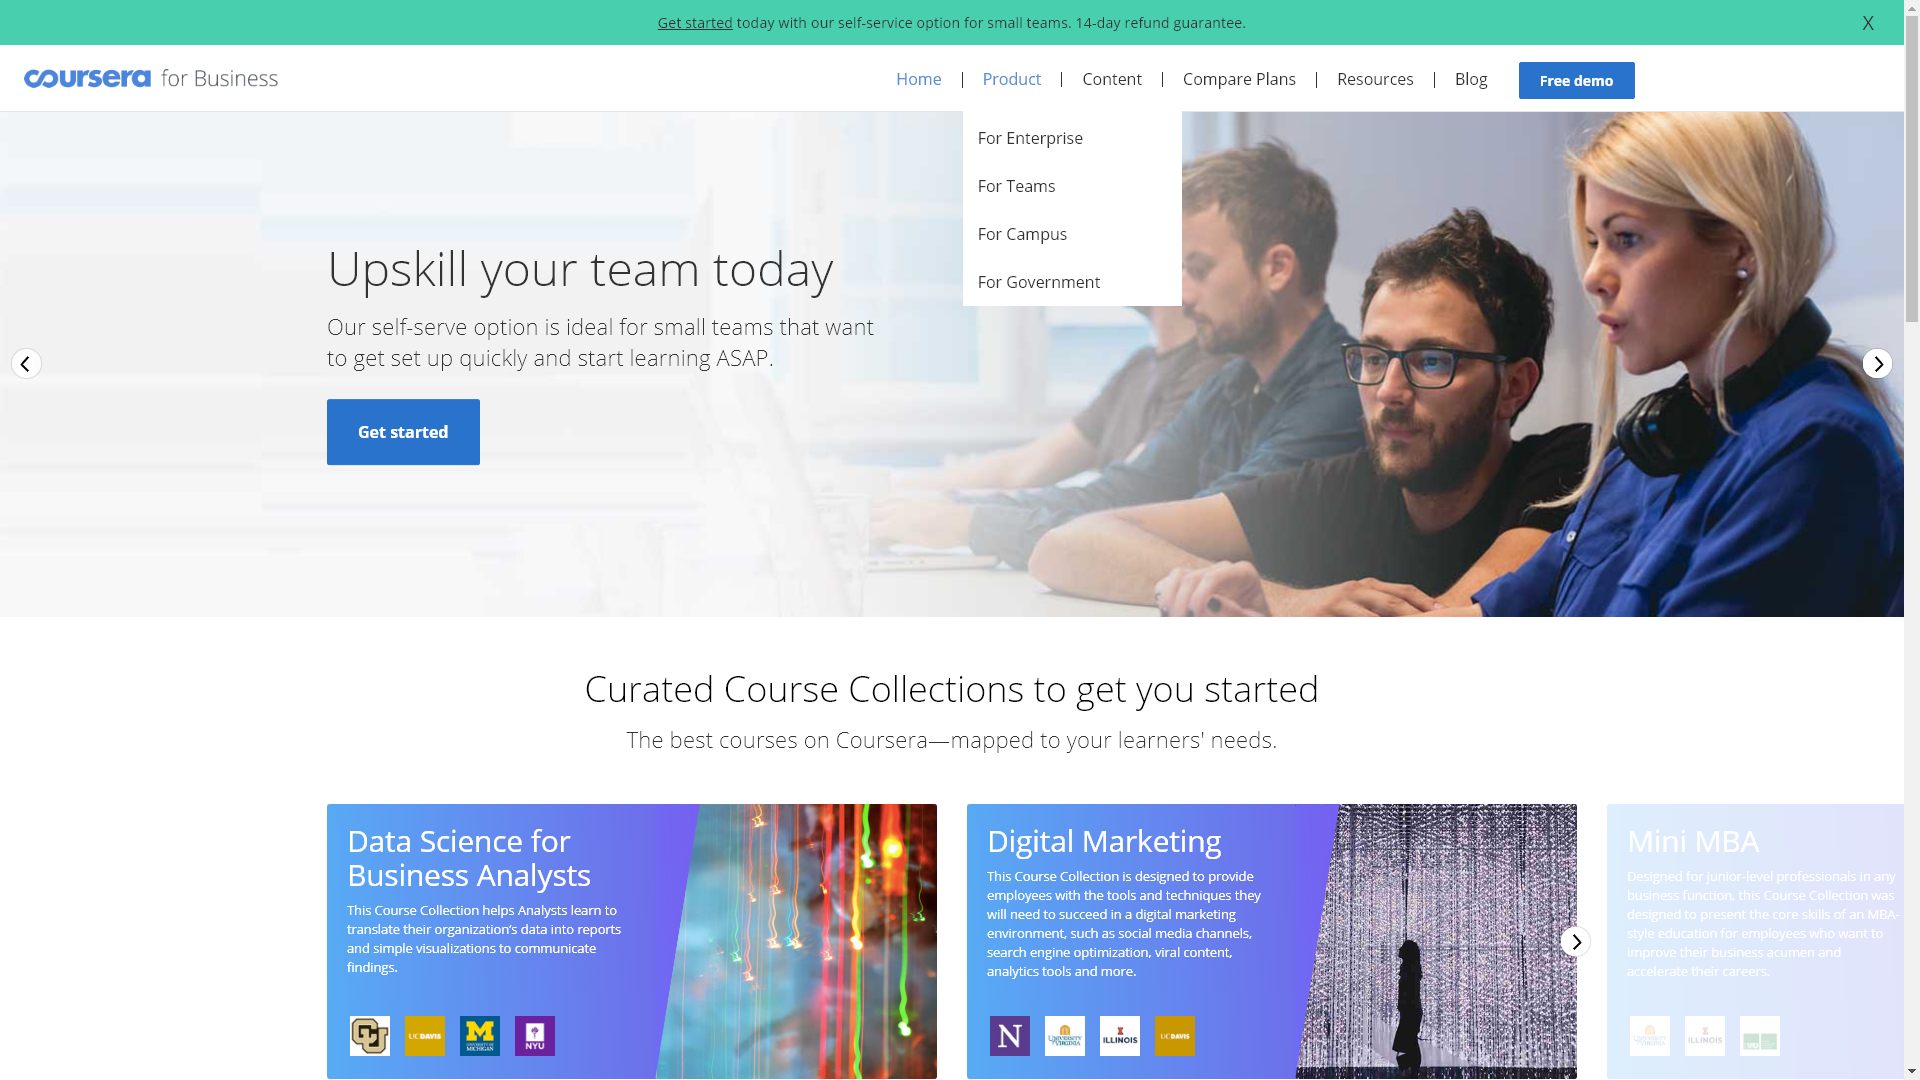 Get started today with our self-service option for small teams. 14-day refund guarantee.
X
coursera for Business
Home | Product | Content | Compare Plans | Resources | Blog
Free demo
For Enterprise
For Teams
For Campus
For Government
Upskill your team today
Our self-serve option is ideal for small teams that want
to get set up quickly and start learning ASAP.
Get started
Curated Course Collections to get you started
The best courses on Coursera—mapped to your learners' needs.
Data Science for
Business Analysts
This Course Collection helps Analysts learn to
translate their organization’s data into reports
and simple visualizations to communicate
findings.
CU
UCDAVIS
M
UNIVERSITY OF
MICHIGAN
NYU
Digital Marketing
This Course Collection is designed to provide
employees with the tools and techniques they
will need to succeed in a digital marketing
environment, such as social media channels,
search engine optimization, viral content,
analytics tools and more.
N
UNIVERSITY
of VIRGINIA
I
ILLINOIS
UCDAVIS
Mini MBA
Designed for junior-level professionals in any
business function, this Course Collection was
designed to present the core skills of an MBA-
style education for employees who want to
improve their business acumen and
accelerate their careers.
UNIVERSITY
of VIRGINIA
I
ILLINOIS